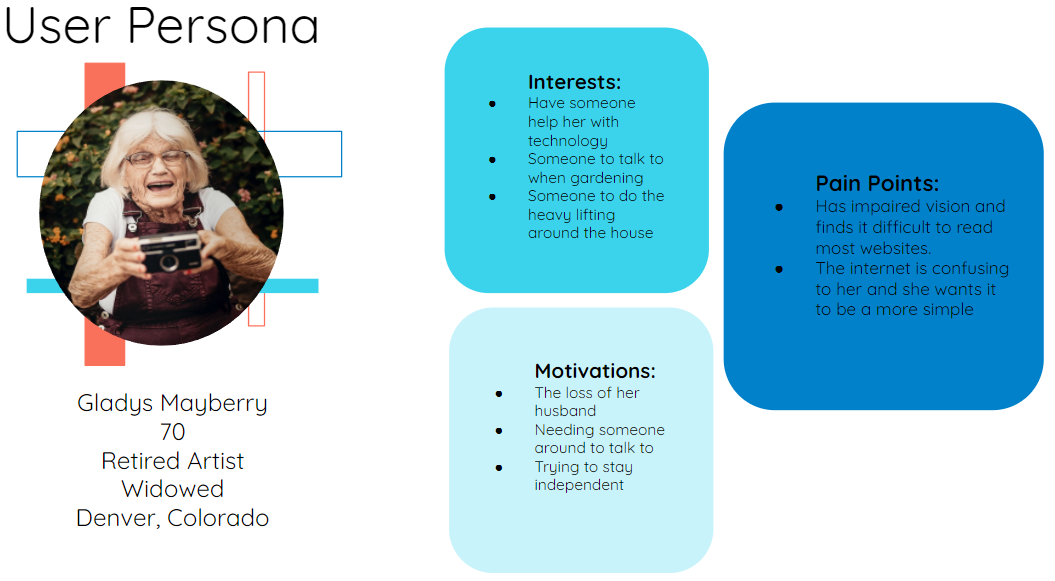 User Persona
Gladys Mayberry
70
Retired Artist
Widowed
Denver, Colorado
Interests:
● Have someone
help her with
technology
● Someone to talk to
when gardening
● Someone to do the
heavy lifting
around the house
Motivations:
● The loss of her
husband
● Needing someone
around to talk to
● Trying to stay
independent
Pain Points:
● Has impaired vision and
finds it difficult to read
most websites.
● The internet is confusing
to her and she wants it
to be a more simple